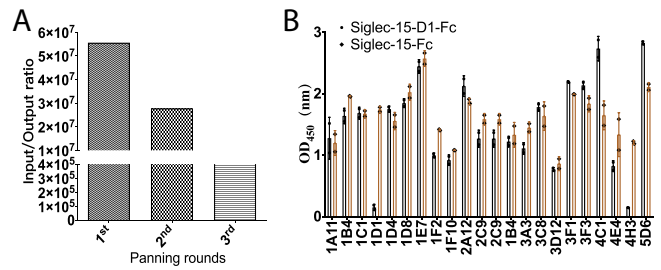 A
Input/Output ratio
6×10⁷
5×10⁷
4×10⁷
3×10⁷
2×10⁷
1×10⁷
4×10⁵
3×10⁵
2×10⁵
1×10⁵
0
1st
2nd
3rd
Panning rounds
B
Siglec-15-D1-Fc
Siglec-15-Fc
OD₄₅₀ (nm)
3
2
1
0
1A11
1B4
1C1
1D1
1D4
1D8
1E7
1F2
1F10
2A12
2C9
2C9
1B4
3A3
3C8
3D12
3F1
3F3
4C1
4E4
4H3
5D6